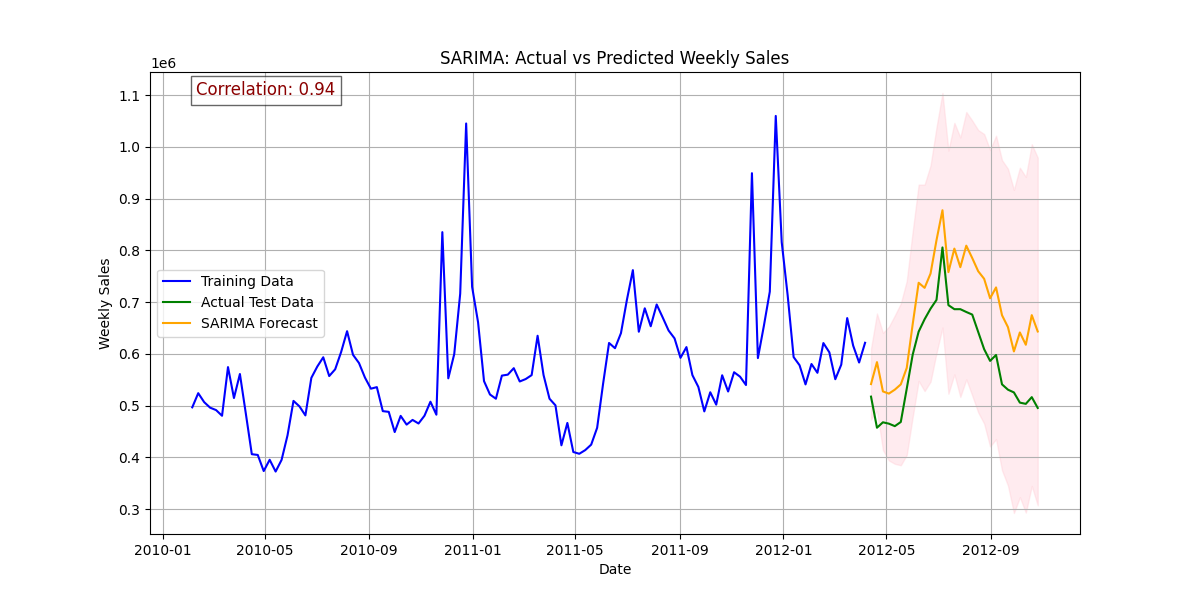 SARIMA: Actual vs Predicted Weekly Sales
1e6
Correlation: 0.94
1.1
1.0
0.9
0.8
0.7
0.6
0.5
0.4
0.3
Weekly Sales
Training Data
Actual Test Data
SARIMA Forecast
2010-01 2010-05 2010-09 2011-01 2011-05 2011-09 2012-01 2012-05 2012-09
Date